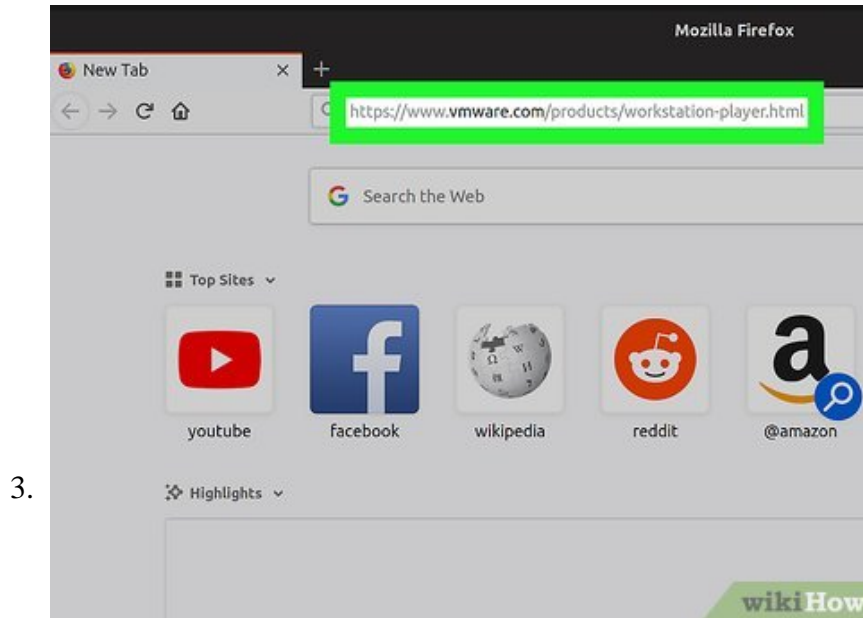 Mozilla Firefox
New Tab
https://www.vmware.com/products/workstation-player.html
Search the Web
Top Sites
youtube
facebook
wikipedia
reddit
@amazon
3.
Highlights
wikiHow